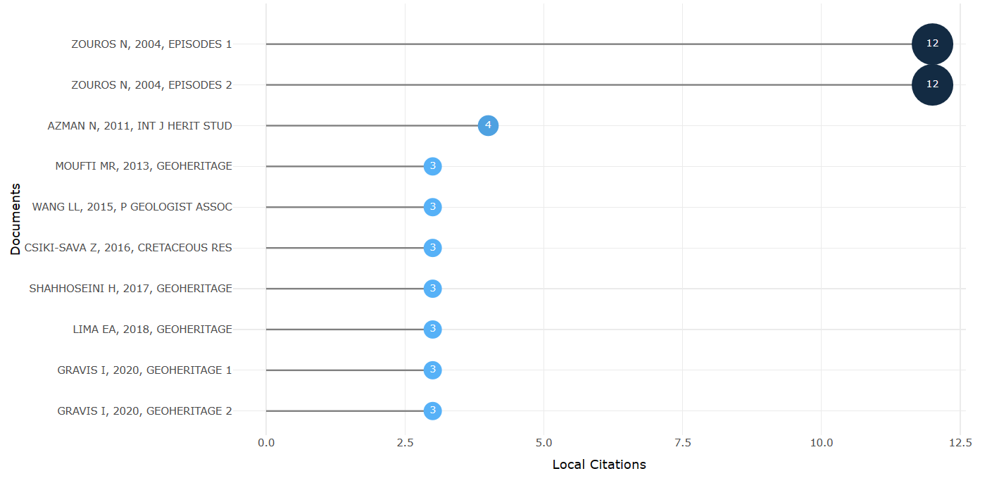 ZOUROS N, 2004, EPISODES 1
12
ZOUROS N, 2004, EPISODES 2
12
AZMAN N, 2011, INT J HERIT STUD
4
MOUFTI MR, 2013, GEOHERITAGE
3
WANG LL, 2015, P GEOLOGIST ASSOC
3
CSIKI-SAVA Z, 2016, CRETACEOUS RES
3
SHAHHOSEINI H, 2017, GEOHERITAGE
3
LIMA EA, 2018, GEOHERITAGE
3
GRAVIS I, 2020, GEOHERITAGE 1
3
GRAVIS I, 2020, GEOHERITAGE 2
3
Documents
0.0 2.5 5.0 7.5 10.0 12.5
Local Citations